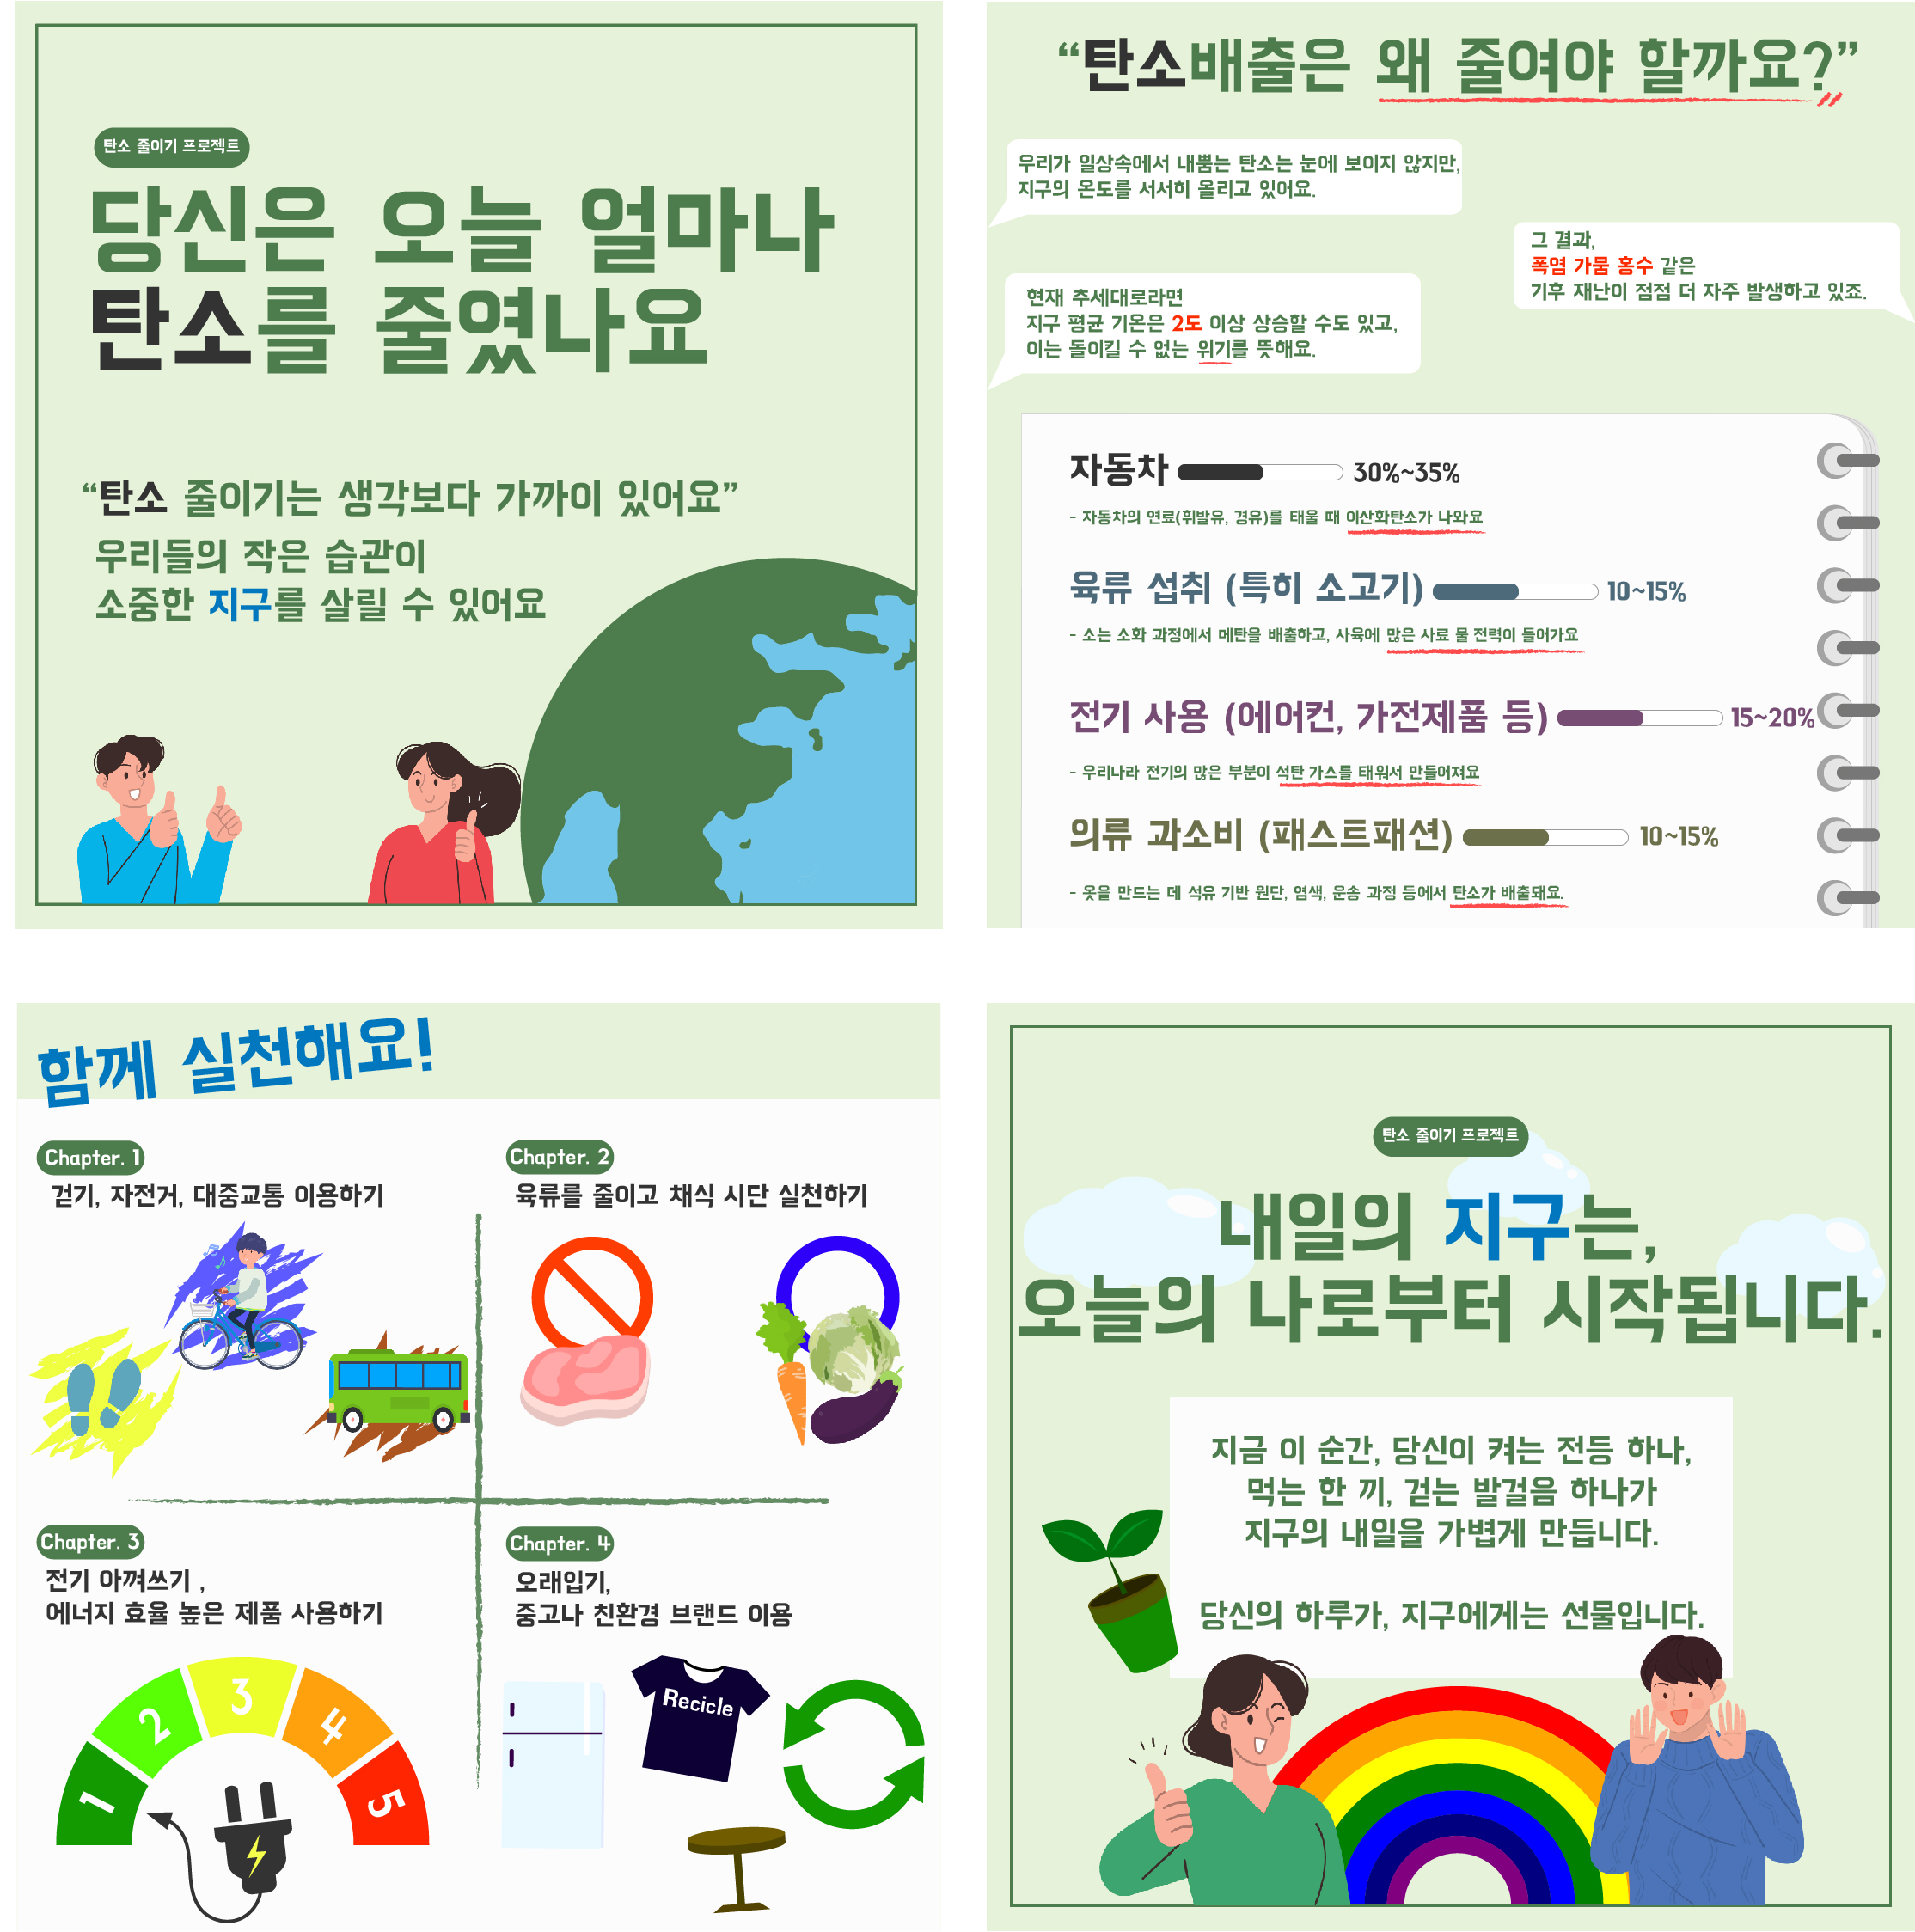 탄소 줄이기 프로젝트
당신은 오늘 얼마나
탄소를 줄였나요
“탄소 줄이기는 생각보다 가까이 있어요”
우리들의 작은 습관이
소중한 지구를 살릴 수 있어요
“탄소배출은 왜 줄여야 할까요?”
우리가 일상속에서 내뿜는 탄소는 눈에 보이지 않지만,
지구의 온도를 서서히 올리고 있어요.
그 결과,
폭염 가뭄 홍수 같은
기후 재난이 점점 더 자주 발생하고 있죠.
현재 추세대로라면
지구 평균 기온은 2도 이상 상승할 수도 있고,
이는 돌이킬 수 없는 위기를 뜻해요.
자동차 30%~35%
- 자동차의 연료(휘발유, 경유)를 태울 때 이산화탄소가 나와요
육류 섭취 (특히 소고기) 10~15%
- 소는 소화 과정에서 메탄을 배출하고, 사육에 많은 사료 물 전력이 들어가요
전기 사용 (에어컨, 가전제품 등) 15~20%
- 우리나라 전기의 많은 부분이 석탄 가스를 태워서 만들어져요
의류 과소비 (패스트패션) 10~15%
- 옷을 만드는 데 석유 기반 원단, 염색, 운송 과정 등에서 탄소가 배출돼요.
함께 실천해요!
Chapter. 1
걷기, 자전거, 대중교통 이용하기
Chapter. 2
육류를 줄이고 채식 시단 실천하기
Chapter. 3
전기 아껴쓰기 ,
에너지 효율 높은 제품 사용하기
1 2 3 4 5
Chapter. 4
오래입기,
중고나 친환경 브랜드 이용
Recicle
탄소 줄이기 프로젝트
내일의 지구는,
오늘의 나로부터 시작됩니다.
지금 이 순간, 당신이 켜는 전등 하나,
먹는 한 끼, 걷는 발걸음 하나가
지구의 내일을 가볍게 만듭니다.
당신의 하루가, 지구에게는 선물입니다.